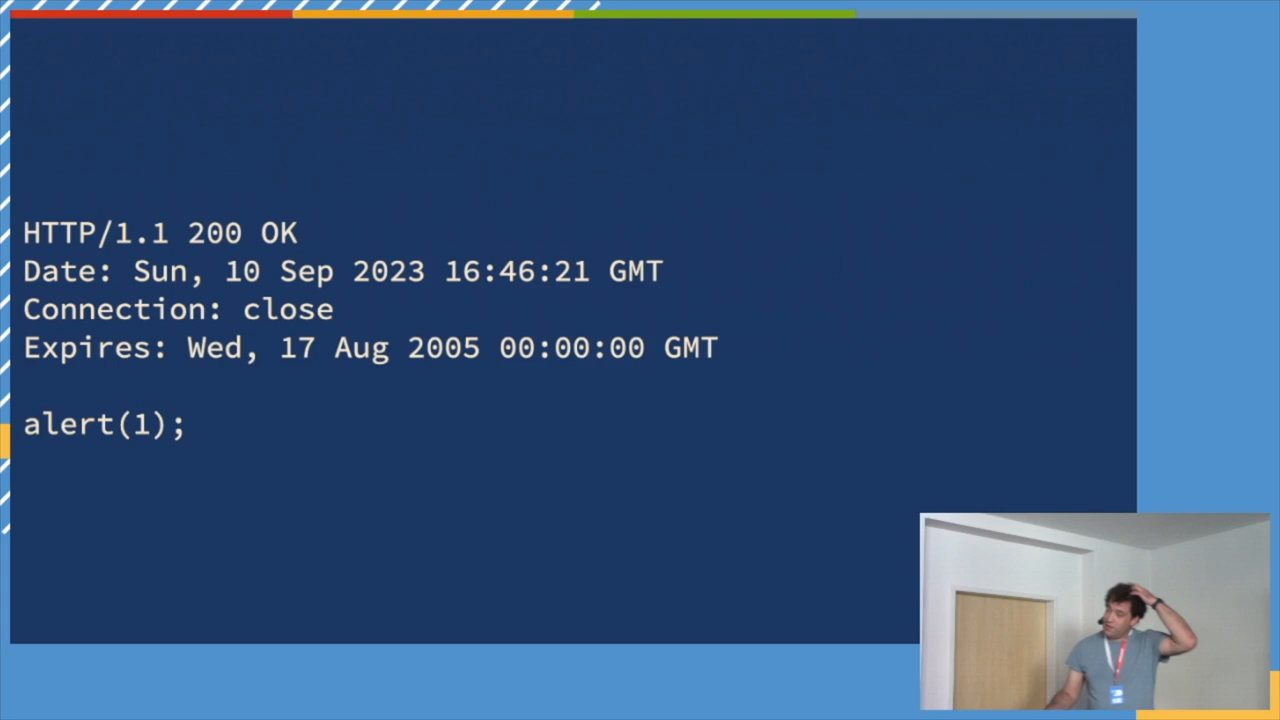 HTTP/1.1 200 OK
Date: Sun, 10 Sep 2023 16:46:21 GMT
Connection: close
Expires: Wed, 17 Aug 2005 00:00:00 GMT
alert(1);